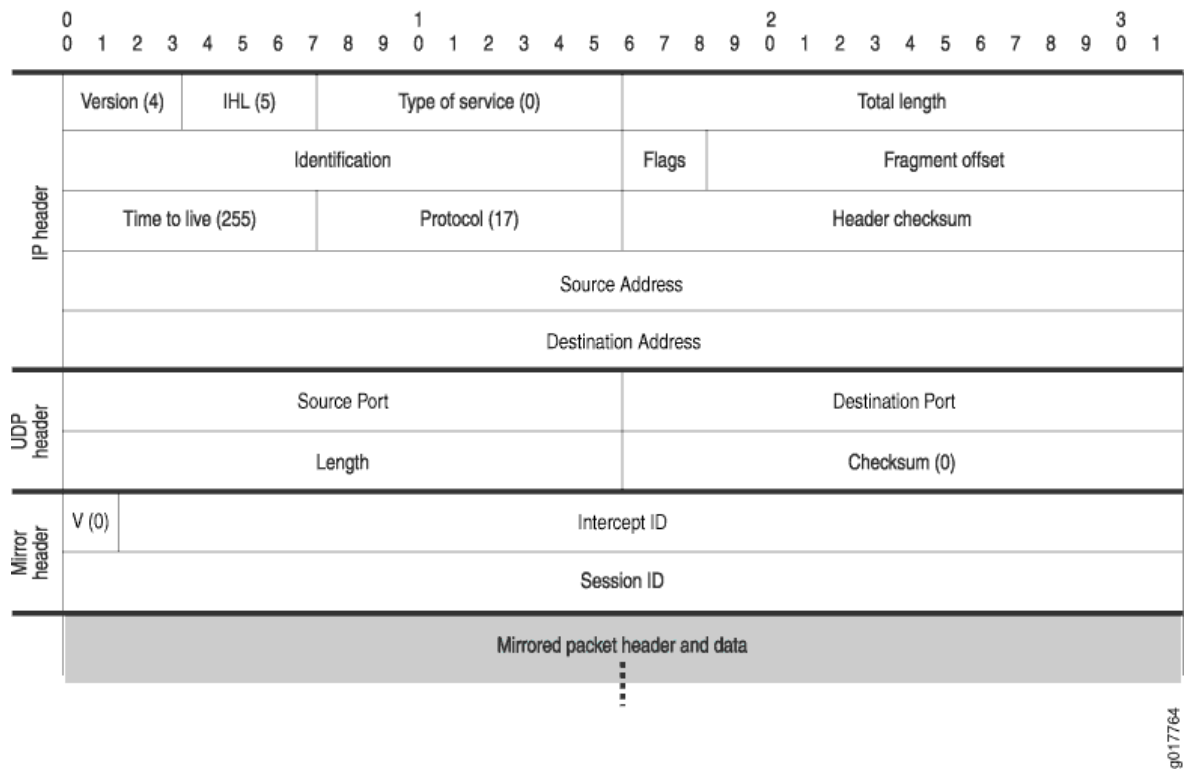 0 1 2 3
0 1 2 3 4 5 6 7 8 9 0 1 2 3 4 5 6 7 8 9 0 1 2 3 4 5 6 7 8 9 0 1
Version (4) IHL (5) Type of service (0) Total length
Identification Flags Fragment offset
Time to live (255) Protocol (17) Header checksum
Source Address
Destination Address
IP header
Source Port Destination Port
Length Checksum (0)
UDP
header
V (0) Intercept ID
Session ID
Mirror
header
Mirrored packet header and data
g017764